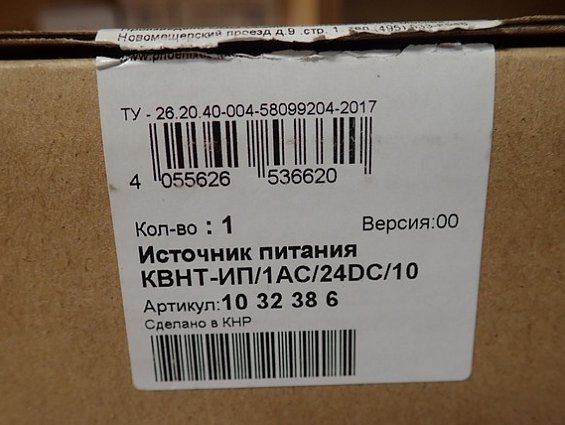 Новомещерский проезд д.9 ,стр. 1, тел.(495)
ТУ - 26.20.40-004-58099204-2017
4 055626 536620
Кол-во : 1 Версия:00
Источник питания
КВНТ-ИП/1AC/24DC/10
Артикул:10 32 38 6
Сделано в КНР